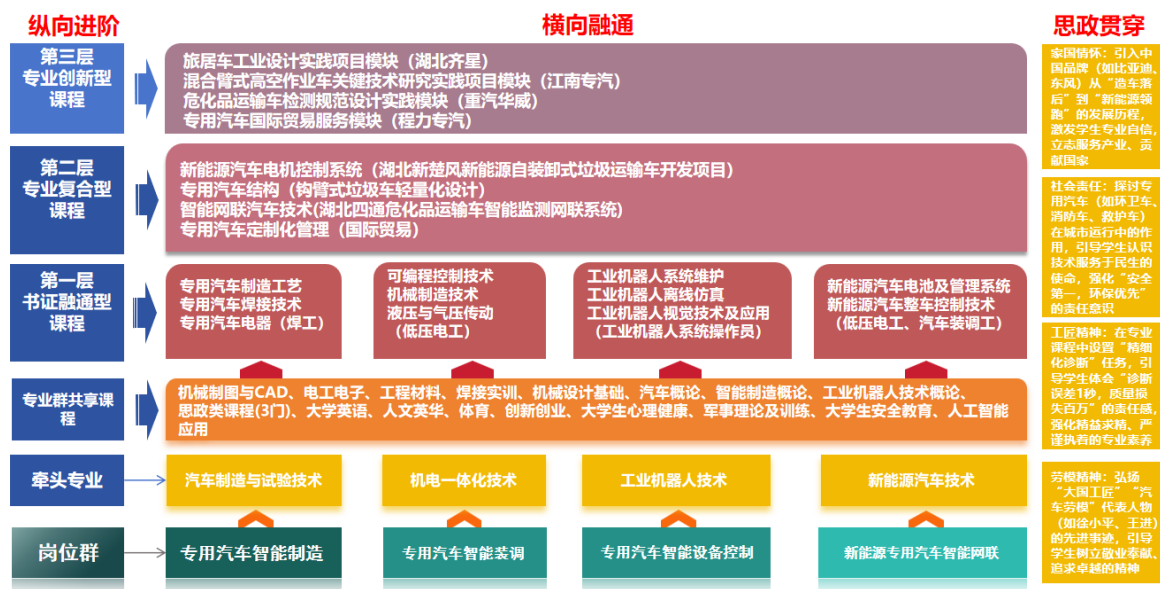 纵向进阶
横向融通
思政贯穿
第三层
专业创新型
课程
旅居车工业设计实践项目模块（湖北齐星）
混合臂式高空作业车关键技术研究实践项目模块（江南专汽）
危化品运输车检测规范设计实践模块（重汽华威）
专用汽车国际贸易服务模块（程力专汽）
第二层
专业复合型
课程
新能源汽车电机控制系统（湖北新楚风新能源自装卸式垃圾运输车开发项目）
专用汽车结构（钩臂式垃圾车轻量化设计）
智能网联汽车技术(湖北四通危化品运输车智能监测网联系统)
专用汽车定制化管理（国际贸易）
第一层
书证融通型
课程
专用汽车制造工艺
专用汽车焊接技术
专用汽车电器（焊工）
可编程控制技术
机械制造技术
液压与气压传动
（低压电工）
工业机器人系统维护
工业机器人离线仿真
工业机器人视觉技术及应用
（工业机器人系统操作员）
新能源汽车电池及管理系统
新能源汽车整车控制技术
（低压电工、汽车装调工）
专业群共享课
程
机械制图与CAD、电工电子、工程材料、焊接实训、机械设计基础、汽车概论、智能制造概论、工业机器人技术概论、
思政类课程(3门)、大学英语、人文英华、体育、创新创业、大学生心理健康、军事理论及训练、大学生安全教育、人工智能
应用
牵头专业
汽车制造与试验技术
机电一体化技术
工业机器人技术
新能源汽车技术
岗位群
专用汽车智能制造
专用汽车智能装调
专用汽车智能设备控制
新能源专用汽车智能网联
家国情怀：引入中
国品牌（如比亚迪、
东风）从“造车落
后”到“新能源领
跑”的发展历程，
激发学生专业自信，
立志服务产业、贡
献国家
社会责任：探讨专
用汽车（如环卫车、
消防车、救护车）
在城市运行中的作
用，引导学生认识
技术服务于民生的
使命，强化“安全
第一，环保优先”
的责任意识
工匠精神：在专业
课程中设置“精细
化诊断”任务，引
导学生体会“诊断
误差1秒，质量损
失百万”的责任感，
强化精益求精、严
谨执着的专业素养
劳模精神：弘扬
“大国工匠”“汽
车劳模”代表人物
（如徐小平、王进）
的先进事迹，引导
学生树立敬业奉献、
追求卓越的精神